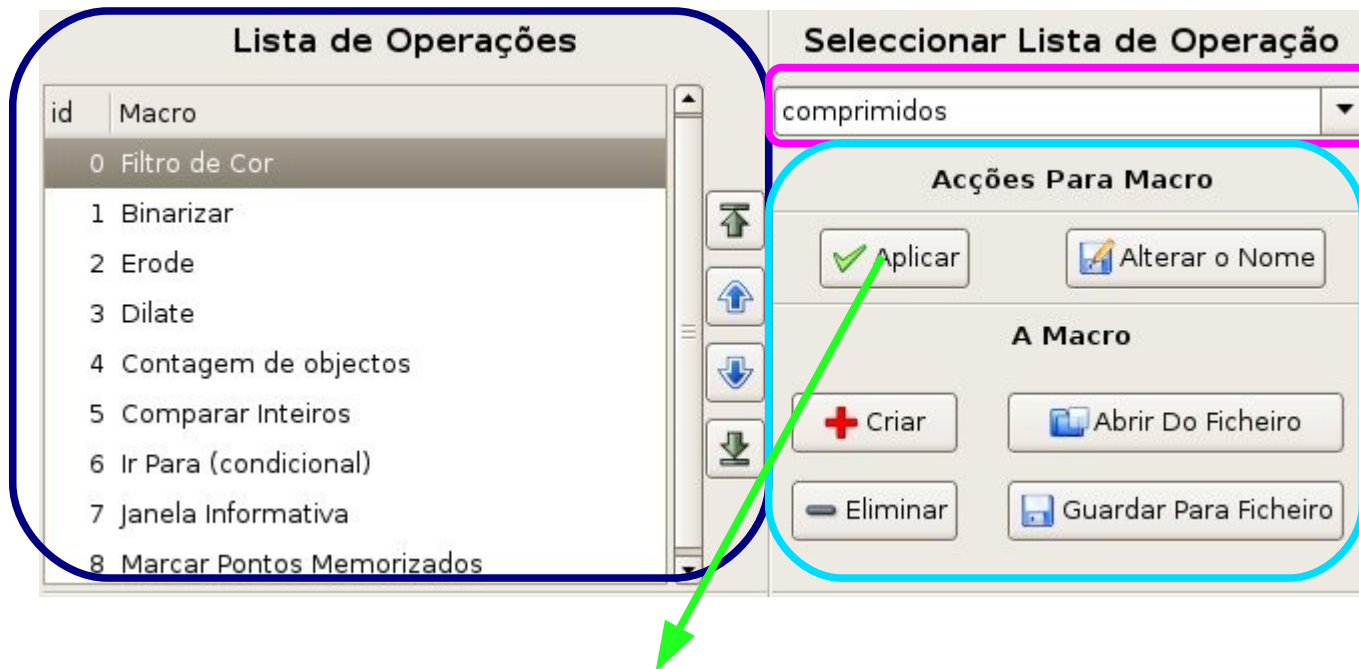 Lista de Operações
id Macro
0 Filtro de Cor
1 Binarizar
2 Erode
3 Dilate
4 Contagem de objectos
5 Comparar Inteiros
6 Ir Para (condicional)
7 Janela Informativa
8 Marcar Pontos Memorizados
Seleccionar Lista de Operação
comprimidos
Acções Para Macro
Aplicar Alterar o Nome
A Macro
Criar Abrir Do Ficheiro
Eliminar Guardar Para Ficheiro